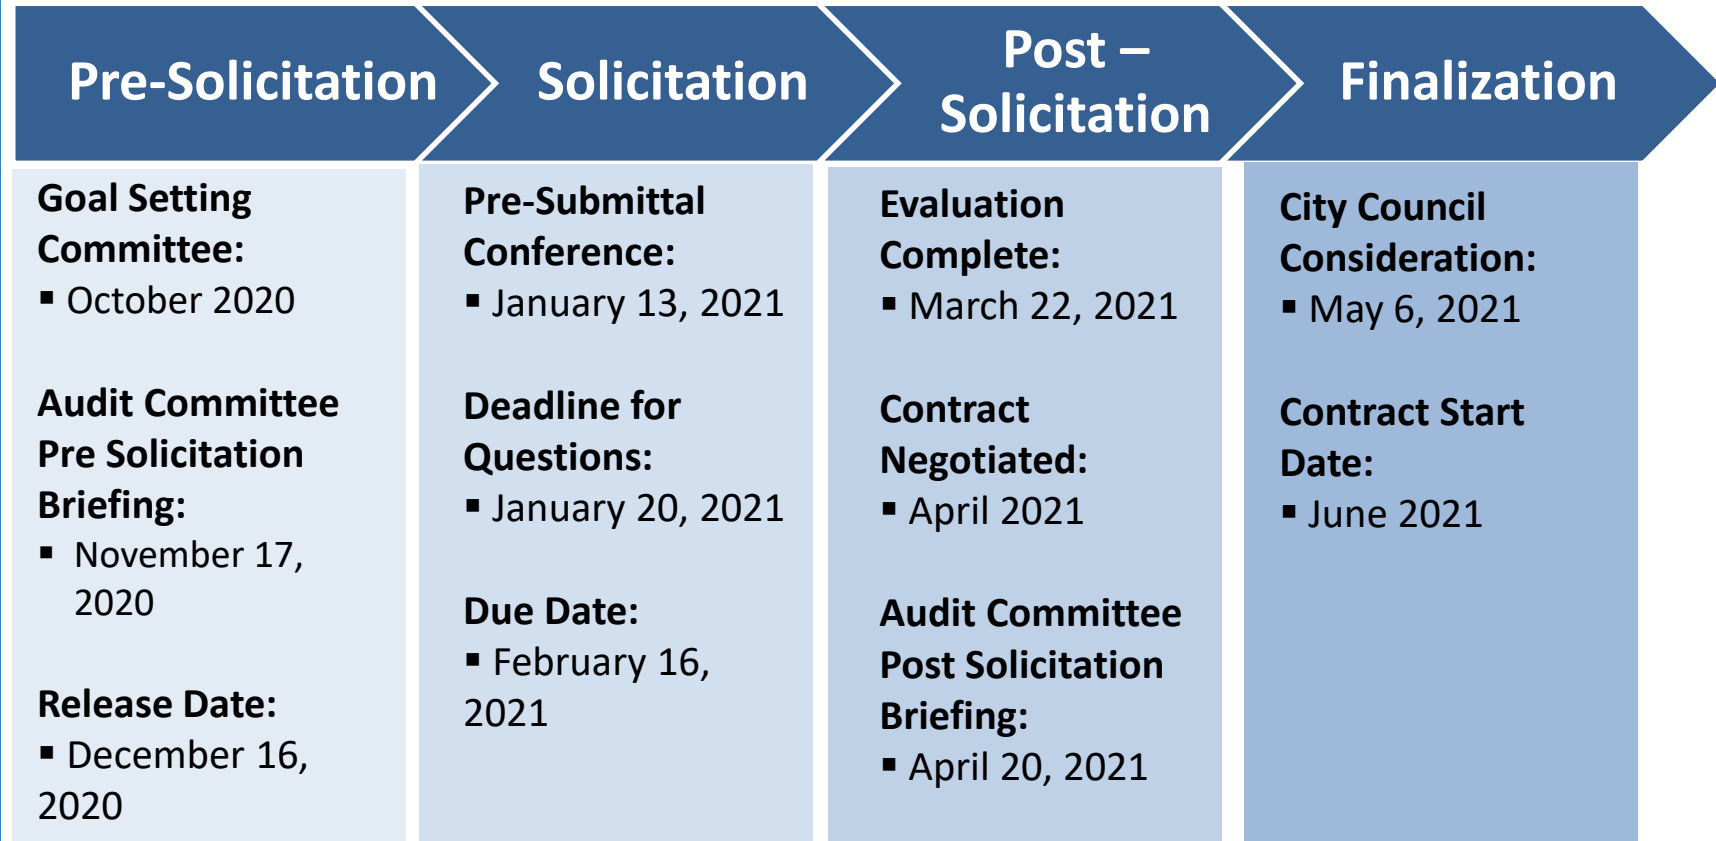 Pre-Solicitation
Solicitation
Post –
Solicitation
Finalization
Goal Setting
Committee:
▪ October 2020
Audit Committee
Pre Solicitation
Briefing:
▪ November 17,
2020
Release Date:
▪ December 16,
2020
Pre-Submittal
Conference:
▪ January 13, 2021
Deadline for
Questions:
▪ January 20, 2021
Due Date:
▪ February 16,
2021
Evaluation
Complete:
▪ March 22, 2021
Contract
Negotiated:
▪ April 2021
Audit Committee
Post Solicitation
Briefing:
▪ April 20, 2021
City Council
Consideration:
▪ May 6, 2021
Contract Start
Date:
▪ June 2021